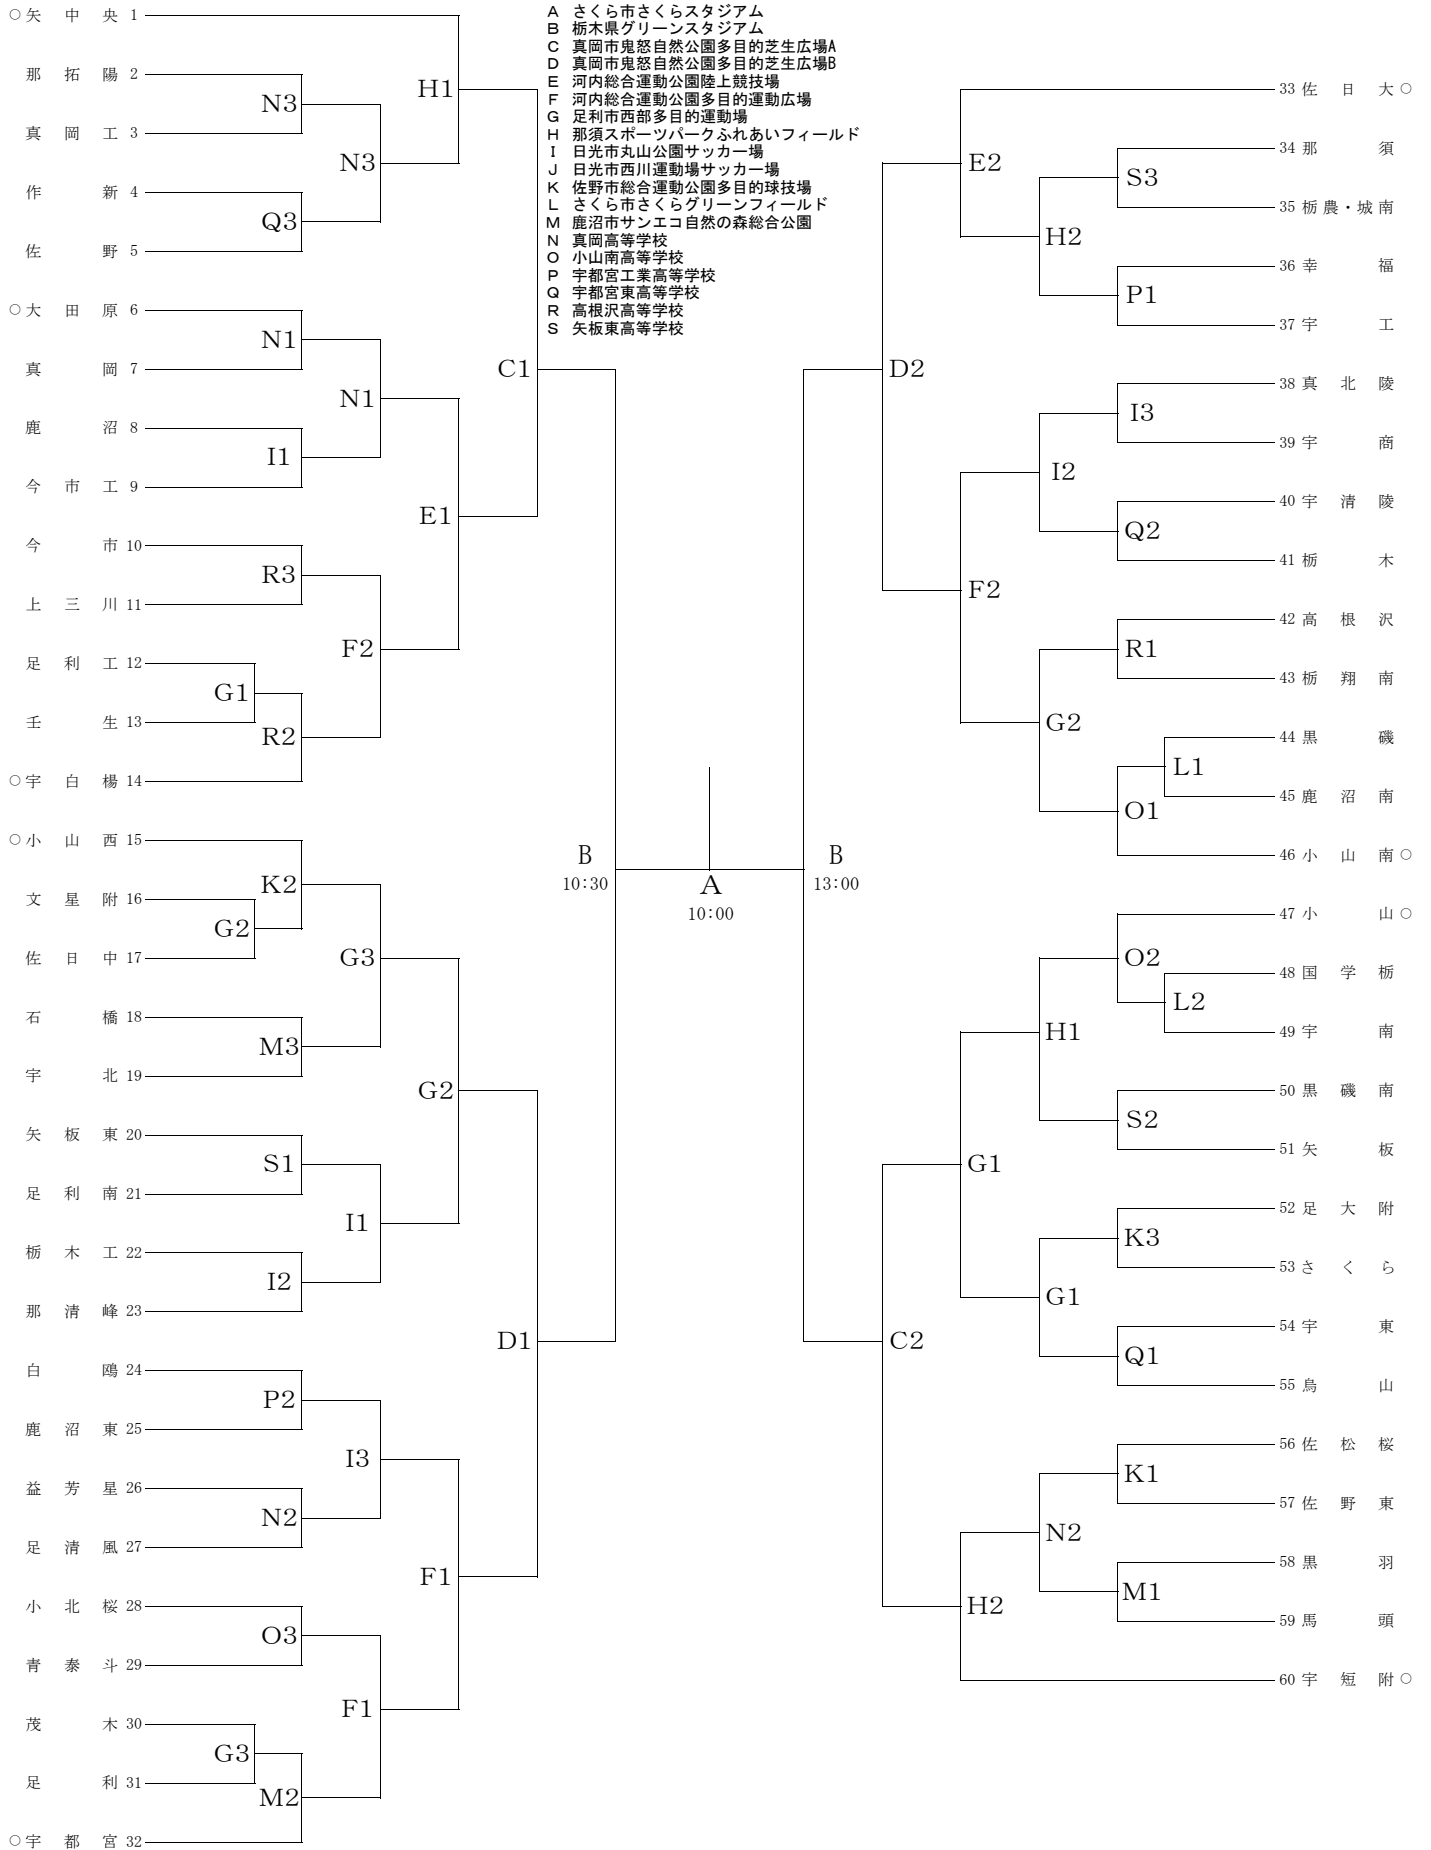 A さくら市さくらスタジアム
B 栃木県グリーンスタジアム
C 真岡市鬼怒自然公園多目的芝生広場A
D 真岡市鬼怒自然公園多目的芝生広場B
E 河内総合運動公園陸上競技場
F 河内総合運動公園多目的運動広場
G 足利市西部多目的運動場
H 那須スポーツパークふれあいフィールド
I 日光市丸山公園サッカー場
J 日光市西川運動場サッカー場
K 佐野市総合運動公園多目的球技場
L さくら市さくらグリーンフィールド
M 鹿沼市サンエコ自然の森総合公園
N 真岡高等学校
O 小山南高等学校
P 宇都宮工業高等学校
Q 宇都宮東高等学校
R 高根沢高等学校
S 矢板東高等学校
○矢中央 1
那拓陽 2
真岡工 3
作新 4
佐野 5
○大田原 6
真岡 7
鹿沼 8
今市工 9
今市 10
上三川 11
足利工 12
壬生 13
○宇白楊 14
○小山西 15
文星附 16
佐日中 17
石橋 18
宇北 19
矢板東 20
足利南 21
栃木工 22
那清峰 23
白鴎 24
鹿沼東 25
益芳星 26
足清風 27
小北桜 28
青泰斗 29
茂木 30
足利 31
○宇都宮 32
G1
G2
G3
N3
Q3
N1
I1
R3
R2
K2
M3
S1
I2
P2
N2
O3
M2
N3
N1
F2
G3
I1
I3
F1
H1
E1
G2
F1
C1
D1
B
10:30
A
10:00
B
13:00
D2
C2
E2
F2
G1
H2
H2
I2
G2
H1
G1
N2
S3
P1
I3
Q2
R1
O1
O2
S2
K3
Q1
K1
M1
L1
L2
33 佐日大○
34 那須
35 栃農・城南
36 幸福
37 宇工
38 真北陵
39 宇商
40 宇清陵
41 栃木
42 高根沢
43 栃翔南
44 黒磯
45 鹿沼南
46 小山南○
47 小山○
48 国学栃
49 宇南
50 黒磯南
51 矢板
52 足大附
53 さくら
54 宇東
55 烏山
56 佐松桜
57 佐野東
58 黒羽
59 馬頭
60 宇短附○